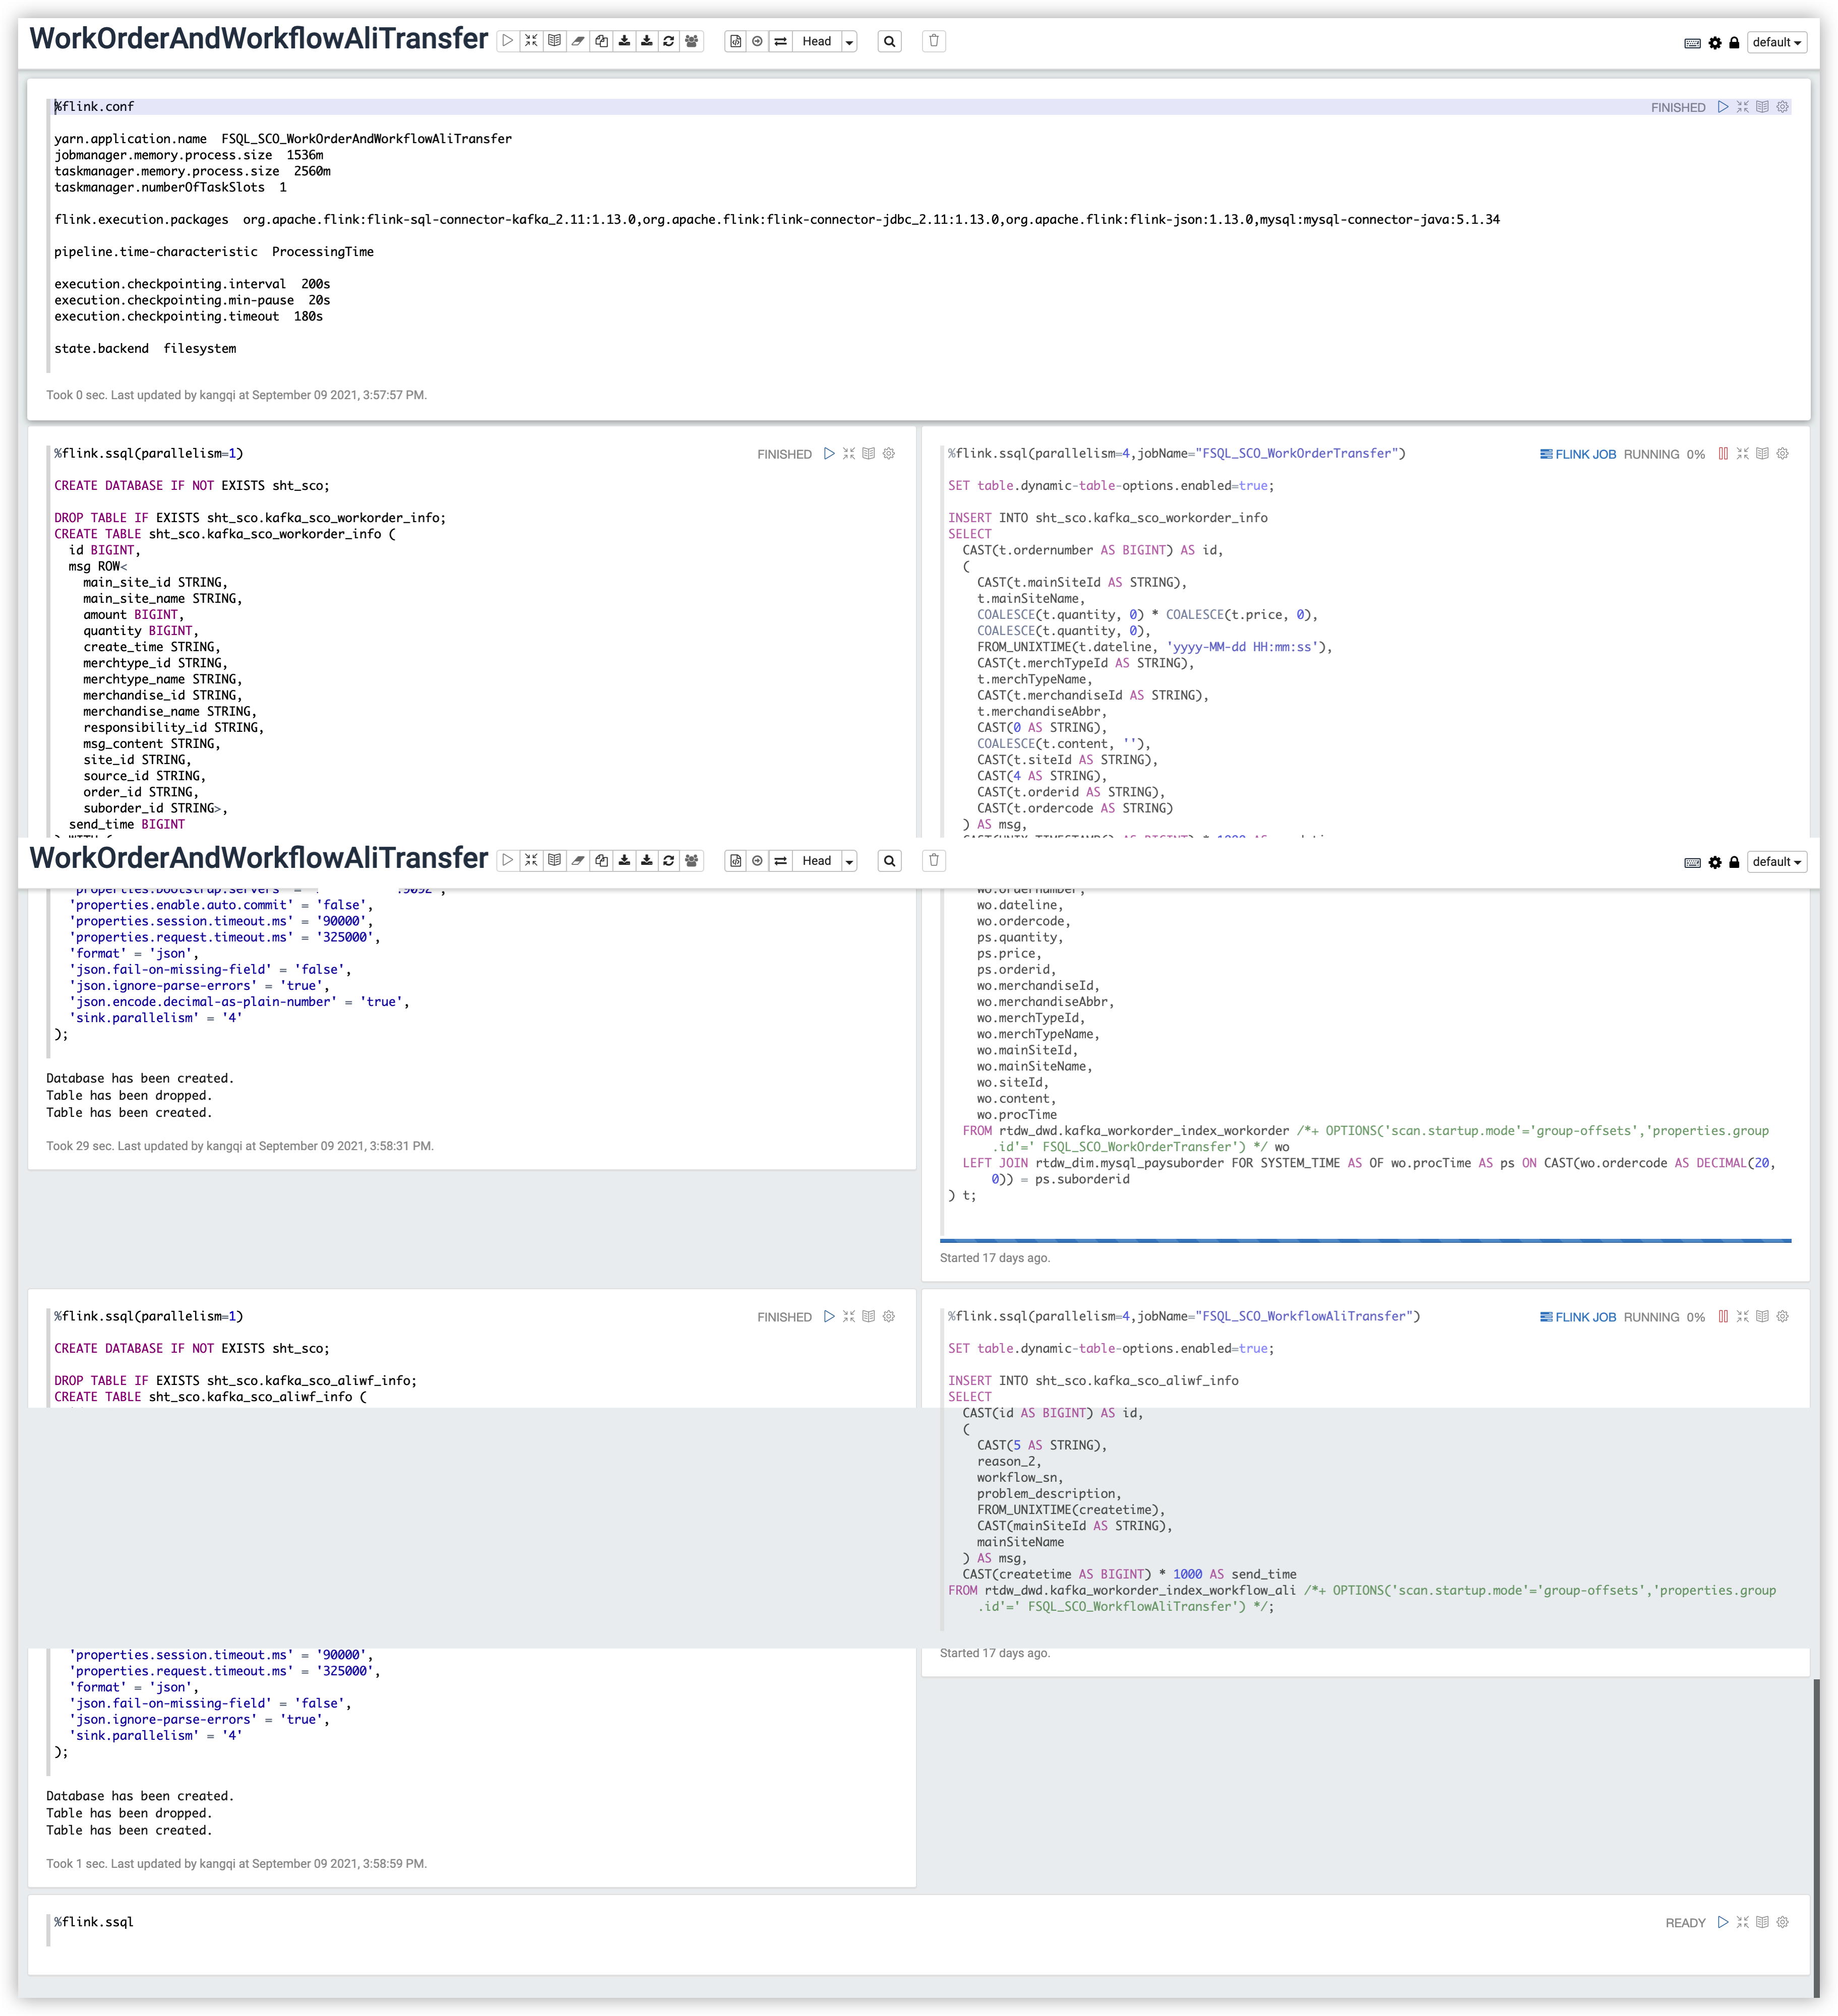 WorkOrderAndWorkflowAliTransfer Head default
%flink.conf FINISHED
yarn.application.name FSQL_SCO_WorkOrderAndWorkflowAliTransfer
jobmanager.memory.process.size 1536m
taskmanager.memory.process.size 2560m
taskmanager.numberOfTaskSlots 1
flink.execution.packages org.apache.flink:flink-sql-connector-kafka_2.11:1.13.0,org.apache.flink:flink-connector-jdbc_2.11:1.13.0,org.apache.flink:flink-json:1.13.0,mysql:mysql-connector-java:5.1.34
pipeline.time-characteristic ProcessingTime
execution.checkpointing.interval 200s
execution.checkpointing.min-pause 20s
execution.checkpointing.timeout 180s
state.backend filesystem
Took 0 sec. Last updated by kangqi at September 09 2021, 3:57:57 PM.
%flink.ssql(parallelism=1) FINISHED
CREATE DATABASE IF NOT EXISTS sht_sco;
DROP TABLE IF EXISTS sht_sco.kafka_sco_workorder_info;
CREATE TABLE sht_sco.kafka_sco_workorder_info (
id BIGINT,
msg ROW<
main_site_id STRING,
main_site_name STRING,
amount BIGINT,
quantity BIGINT,
create_time STRING,
merchtype_id STRING,
merchtype_name STRING,
merchandise_id STRING,
merchandise_name STRING,
responsibility_id STRING,
msg_content STRING,
site_id STRING,
source_id STRING,
order_id STRING,
suborder_id STRING>,
send_time BIGINT
%flink.ssql(parallelism=4,jobName="FSQL_SCO_WorkOrderTransfer") FLINK JOB RUNNING 0%
SET table.dynamic-table-options.enabled=true;
INSERT INTO sht_sco.kafka_sco_workorder_info
SELECT
CAST(t.ordernumber AS BIGINT) AS id,
(
CAST(t.mainSiteId AS STRING),
t.mainSiteName,
COALESCE(t.quantity, 0) * COALESCE(t.price, 0),
COALESCE(t.quantity, 0),
FROM_UNIXTIME(t.dateline, 'yyyy-MM-dd HH:mm:ss'),
CAST(t.merchTypeId AS STRING),
t.merchTypeName,
CAST(t.merchandiseId AS STRING),
t.merchandiseAbbr,
CAST(0 AS STRING),
COALESCE(t.content, ''),
CAST(t.siteId AS STRING),
CAST(4 AS STRING),
CAST(t.orderid AS STRING),
CAST(t.ordercode AS STRING)
) AS msg,
WorkOrderAndWorkflowAliTransfer Head default
'properties.enable.auto.commit' = 'false',
'properties.session.timeout.ms' = '90000',
'properties.request.timeout.ms' = '325000',
'format' = 'json',
'json.fail-on-missing-field' = 'false',
'json.ignore-parse-errors' = 'true',
'json.encode.decimal-as-plain-number' = 'true',
'sink.parallelism' = '4'
);
Database has been created.
Table has been dropped.
Table has been created.
Took 29 sec. Last updated by kangqi at September 09 2021, 3:58:31 PM.
wo.ordernumber,
wo.dateline,
wo.ordercode,
ps.quantity,
ps.price,
ps.orderid,
wo.merchandiseId,
wo.merchandiseAbbr,
wo.merchTypeId,
wo.merchTypeName,
wo.mainSiteId,
wo.mainSiteName,
wo.siteId,
wo.content,
wo.procTime
FROM rtdw_dwd.kafka_workorder_index_workorder /*+ OPTIONS('scan.startup.mode'='group-offsets','properties.group
.id'=' FSQL_SCO_WorkOrderTransfer') */ wo
LEFT JOIN rtdw_dim.mysql_paysuborder FOR SYSTEM_TIME AS OF wo.procTime AS ps ON CAST(wo.ordercode AS DECIMAL(20,
0)) = ps.suborderid
) t;
Started 17 days ago.
%flink.ssql(parallelism=1) FINISHED
CREATE DATABASE IF NOT EXISTS sht_sco;
DROP TABLE IF EXISTS sht_sco.kafka_sco_aliwf_info;
CREATE TABLE sht_sco.kafka_sco_aliwf_info (
%flink.ssql(parallelism=4,jobName="FSQL_SCO_WorkflowAliTransfer") FLINK JOB RUNNING 0%
SET table.dynamic-table-options.enabled=true;
INSERT INTO sht_sco.kafka_sco_aliwf_info
SELECT
CAST(id AS BIGINT) AS id,
(
CAST(5 AS STRING),
reason_2,
workflow_sn,
problem_description,
FROM_UNIXTIME(createtime),
CAST(mainSiteId AS STRING),
mainSiteName
) AS msg,
CAST(createtime AS BIGINT) * 1000 AS send_time
FROM rtdw_dwd.kafka_workorder_index_workflow_ali /*+ OPTIONS('scan.startup.mode'='group-offsets','properties.group
.id'=' FSQL_SCO_WorkflowAliTransfer') */;
Started 17 days ago.
'properties.session.timeout.ms' = '90000',
'properties.request.timeout.ms' = '325000',
'format' = 'json',
'json.fail-on-missing-field' = 'false',
'json.ignore-parse-errors' = 'true',
'sink.parallelism' = '4'
);
Database has been created.
Table has been dropped.
Table has been created.
Took 1 sec. Last updated by kangqi at September 09 2021, 3:58:59 PM.
%flink.ssql READY